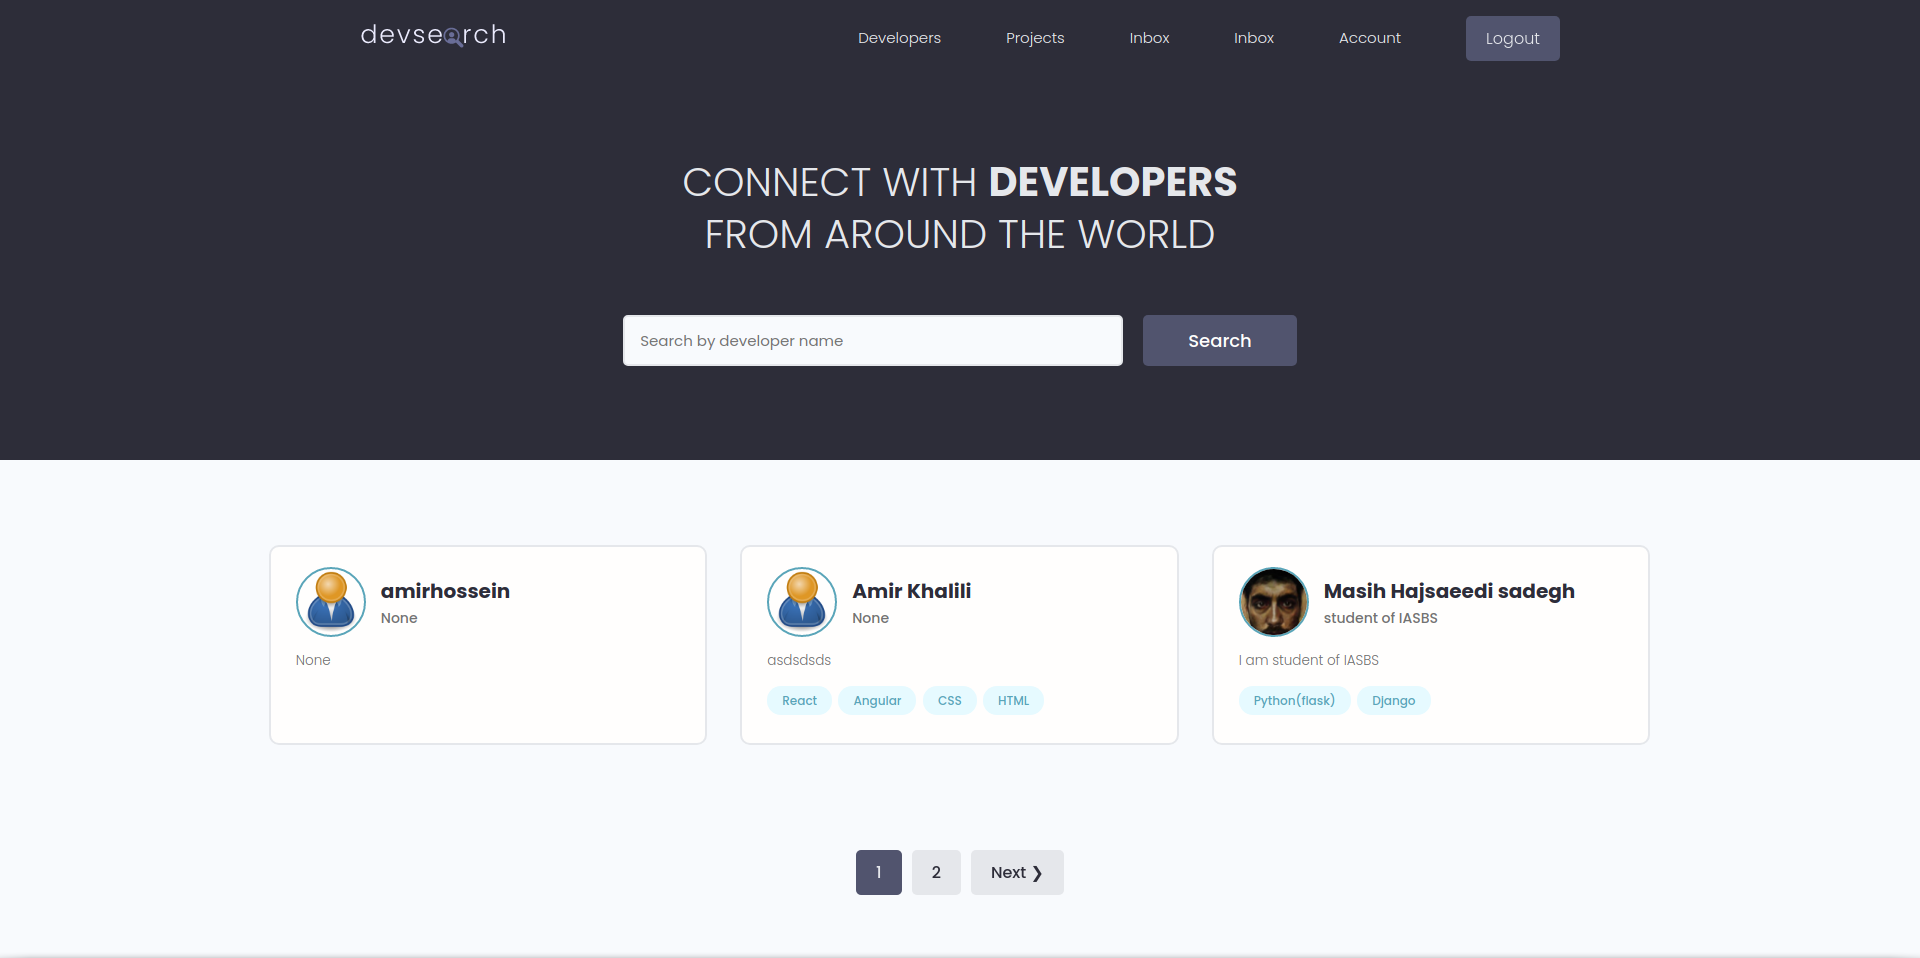 devsearch
Developers Projects Inbox Inbox Account Logout
CONNECT WITH DEVELOPERS
FROM AROUND THE WORLD
Search by developer name Search
amirhossein
None
None
Amir Khalili
None
asdsdsds
React Angular CSS HTML
Masih Hajsaeedi sadegh
student of IASBS
I am student of IASBS
Python(flask) Django
1 2 Next ❯